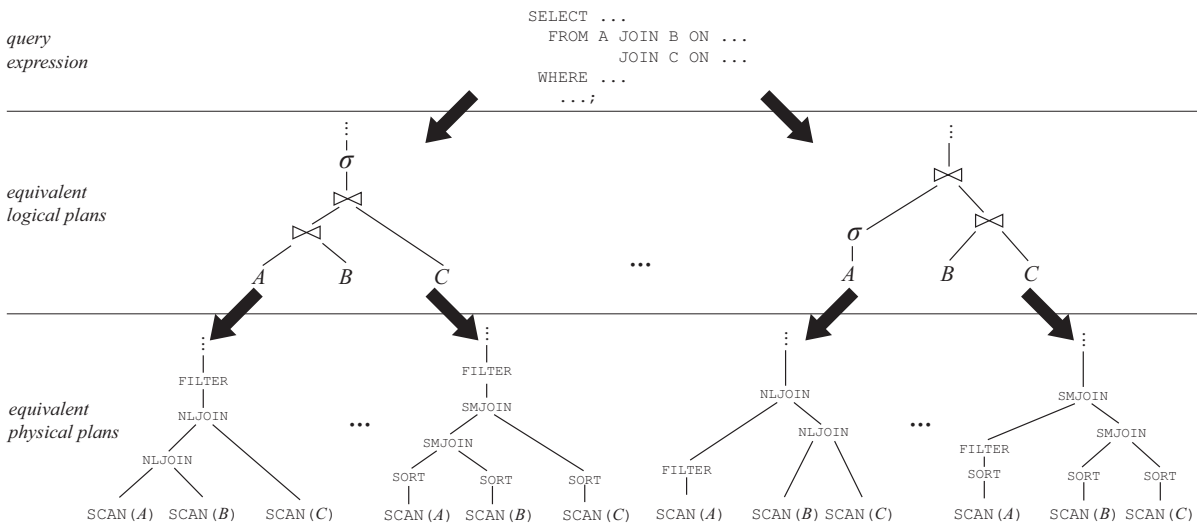 SELECT ...
query
FROM A JOIN B ON ...
expression
JOIN C ON ...
WHERE ...
...;
⋮ ⋮
σ
⋈
equivalent
logical plans
⋈
⋈ ⋈
σ
...
A B C A B C
⋮ ⋮ ⋮ ⋮
FILTER FILTER
NLJOIN SMJOIN
equivalent
physical plans
NLJOIN SMJOIN
... ...
SMJOIN NLJOIN SMJOIN
NLJOIN FILTER FILTER
SORT SORT SORT FILTER SORT SORT SORT
SCAN(A) SCAN(B) SCAN(C) SCAN(A) SCAN(B) SCAN(C) SCAN(A) SCAN(B) SCAN(C) SCAN(A) SCAN(B) SCAN(C)